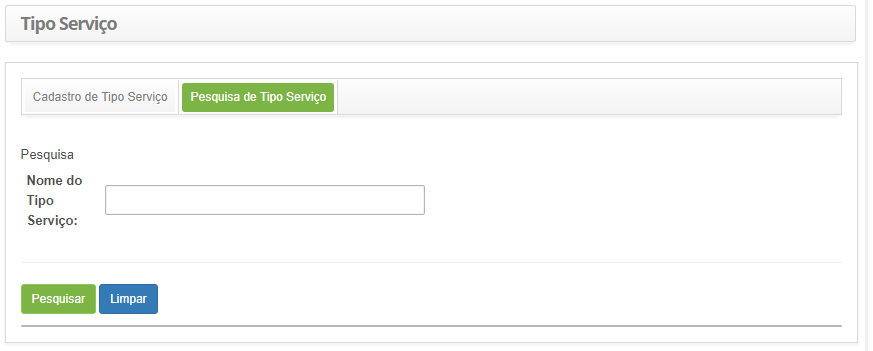 Tipo Serviço
Cadastro de Tipo Serviço Pesquisa de Tipo Serviço
Pesquisa
Nome do
Tipo
Serviço:
Pesquisar Limpar